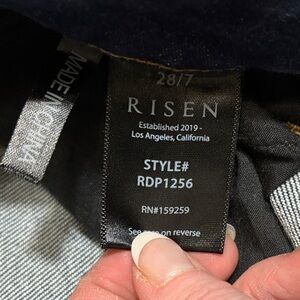 28/7
RISEN
Established 2019 -
Los Angeles, California
STYLE#
RDP1256
RN#159259
See care on reverse
MADE IN CHINA